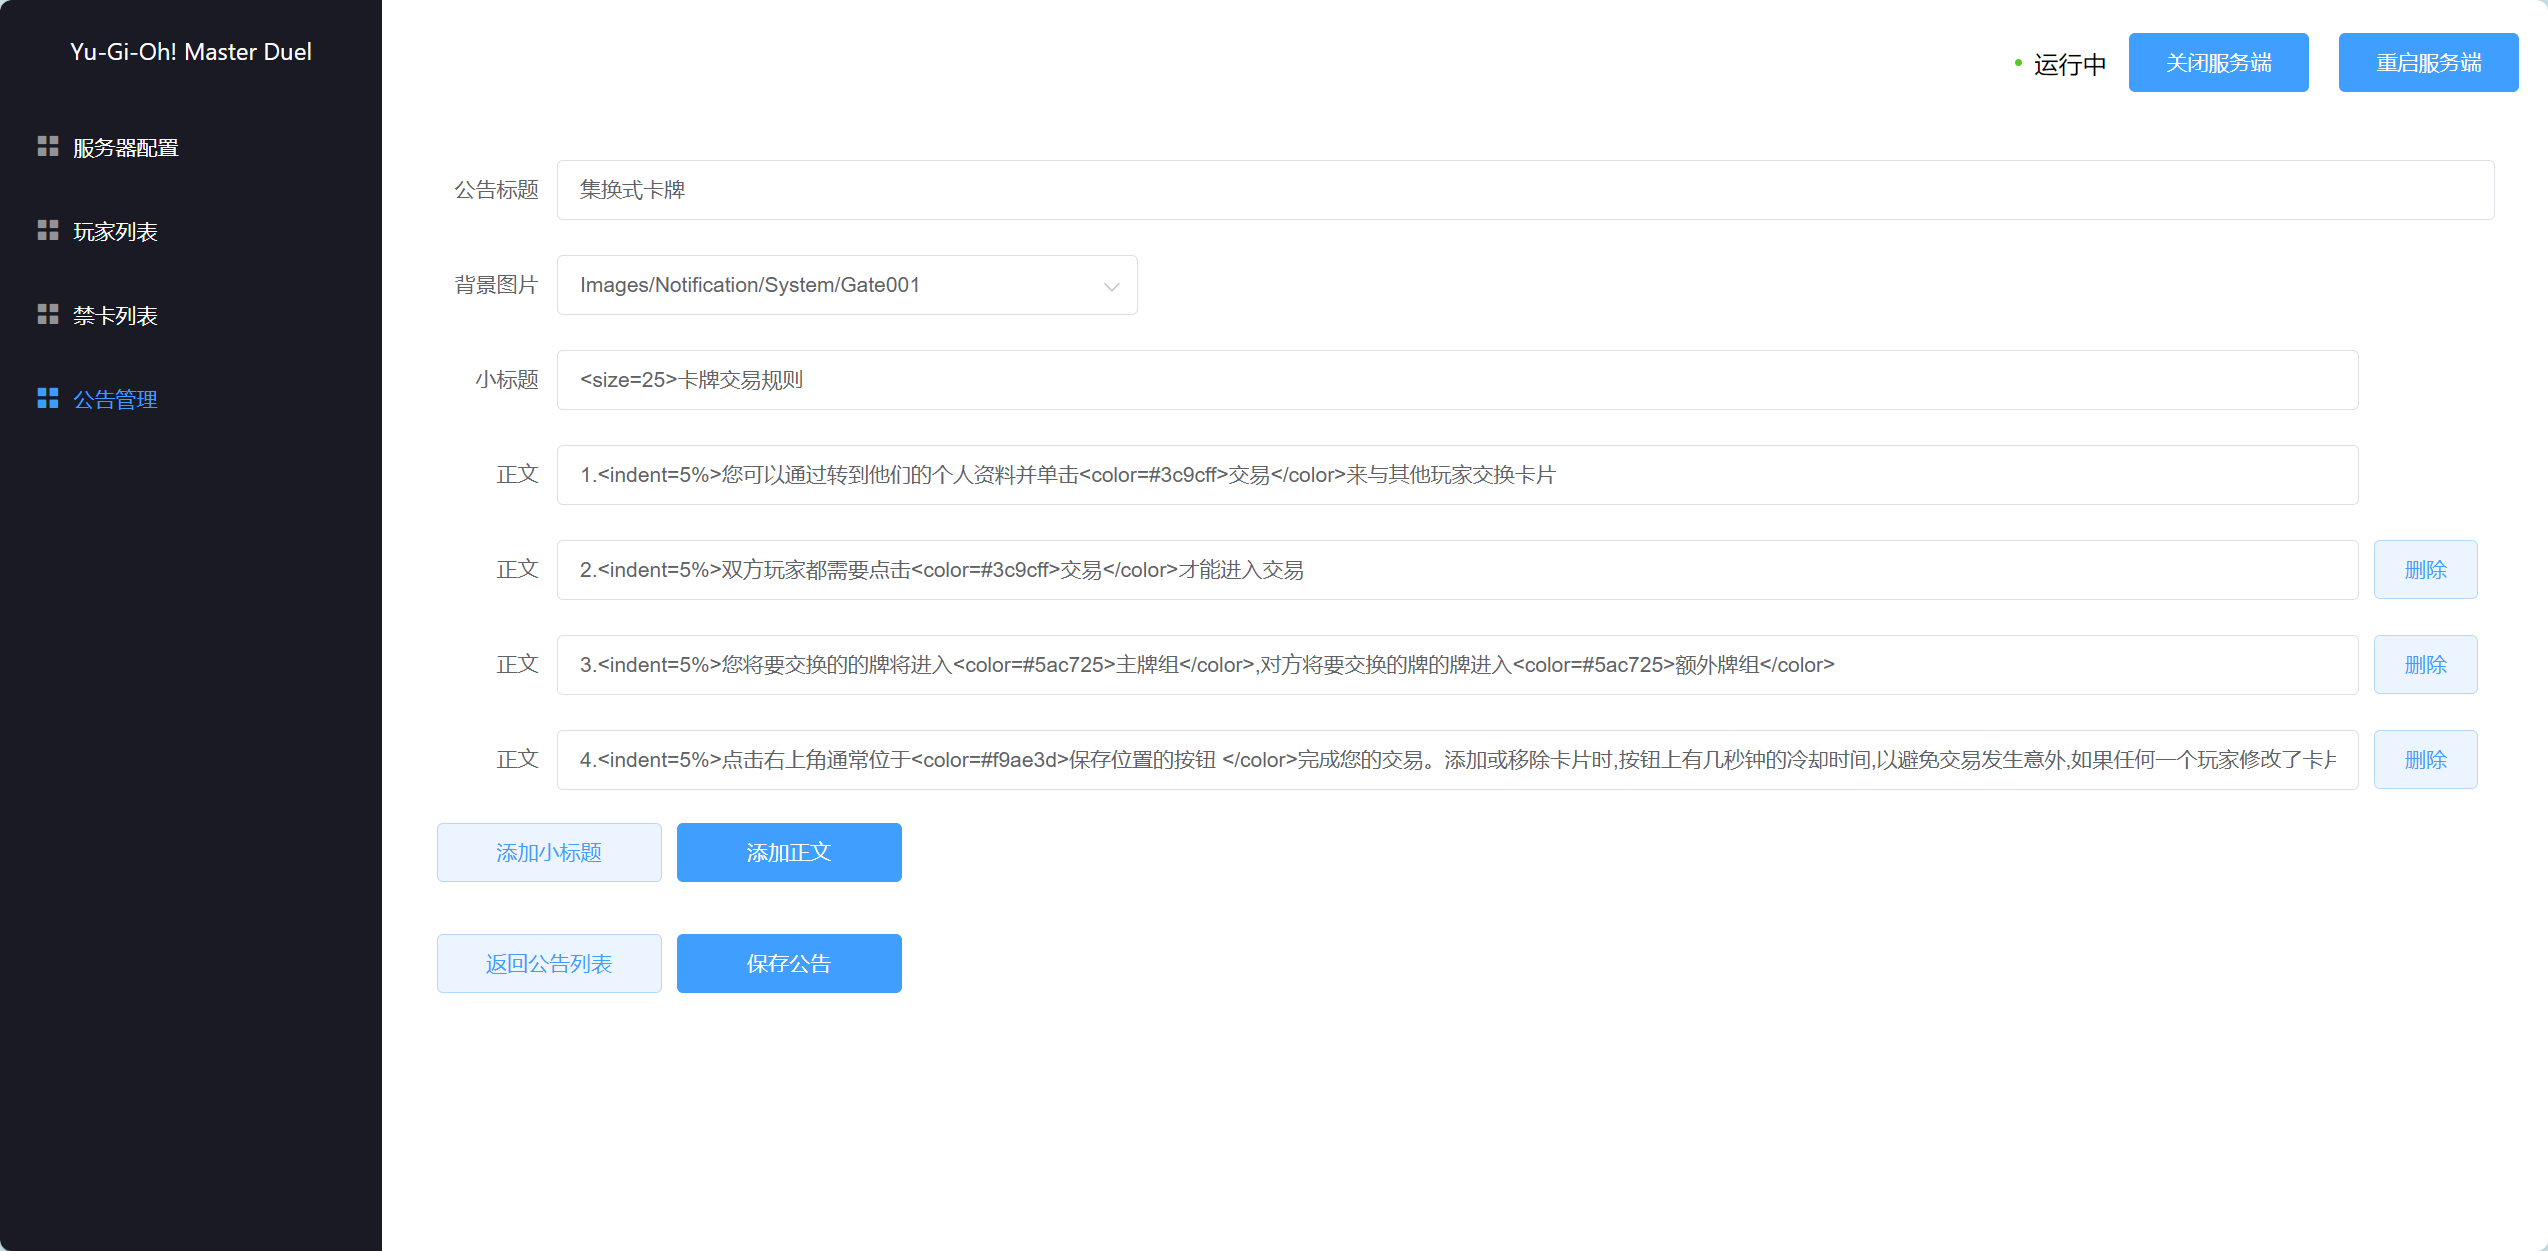 Yu-Gi-Oh! Master Duel
服务器配置
玩家列表
禁卡列表
公告管理
运行中
关闭服务端
重启服务端
公告标题
集换式卡牌
背景图片
Images/Notification/System/Gate001
小标题
<size=25>卡牌交易规则
正文
1.<indent=5%>您可以通过转到他们的个人资料并单击<color=#3c9cff>交易</color>来与其他玩家交换卡片
正文
2.<indent=5%>双方玩家都需要点击<color=#3c9cff>交易</color>才能进入交易
删除
正文
3.<indent=5%>您将要交换的的牌将进入<color=#5ac725>主牌组</color>,对方将要交换的牌的牌进入<color=#5ac725>额外牌组</color>
删除
正文
4.<indent=5%>点击右上角通常位于<color=#f9ae3d>保存位置的按钮 </color>完成您的交易。添加或移除卡片时,按钮上有几秒钟的冷却时间,以避免交易发生意外,如果任何一个玩家修改了卡片
删除
添加小标题
添加正文
返回公告列表
保存公告